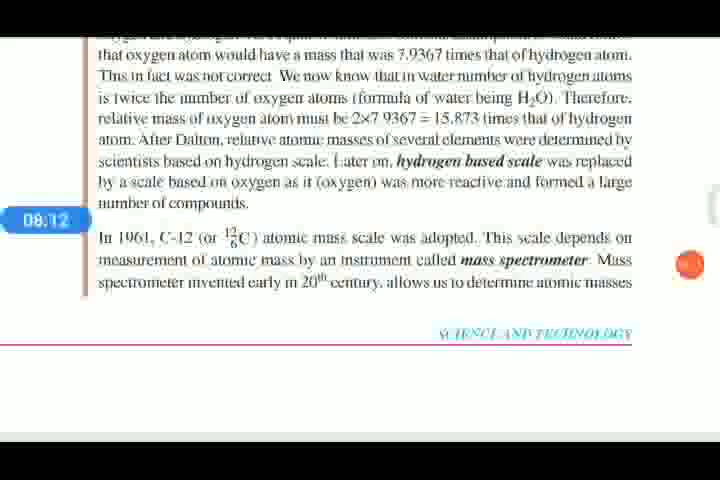 that oxygen atom would have a mass that was 7.9367 times that of hydrogen atom.
This in fact was not correct. We now know that in water number of hydrogen atoms
is twice the number of oxygen atoms (formula of water being H₂O). Therefore,
relative mass of oxygen atom must be 2×7.9367 = 15.873 times that of hydrogen
atom. After Dalton, relative atomic masses of several elements were determined by
scientists based on hydrogen scale. Later on, hydrogen based scale was replaced
by a scale based on oxygen as it (oxygen) was more reactive and formed a large
number of compounds.
08:12
In 1961, C-12 (or ¹²₆C) atomic mass scale was adopted. This scale depends on
measurement of atomic mass by an instrument called mass spectrometer. Mass
spectrometer invented early in 20th century, allows us to determine atomic masses
SCIENCE AND TECHNOLOGY